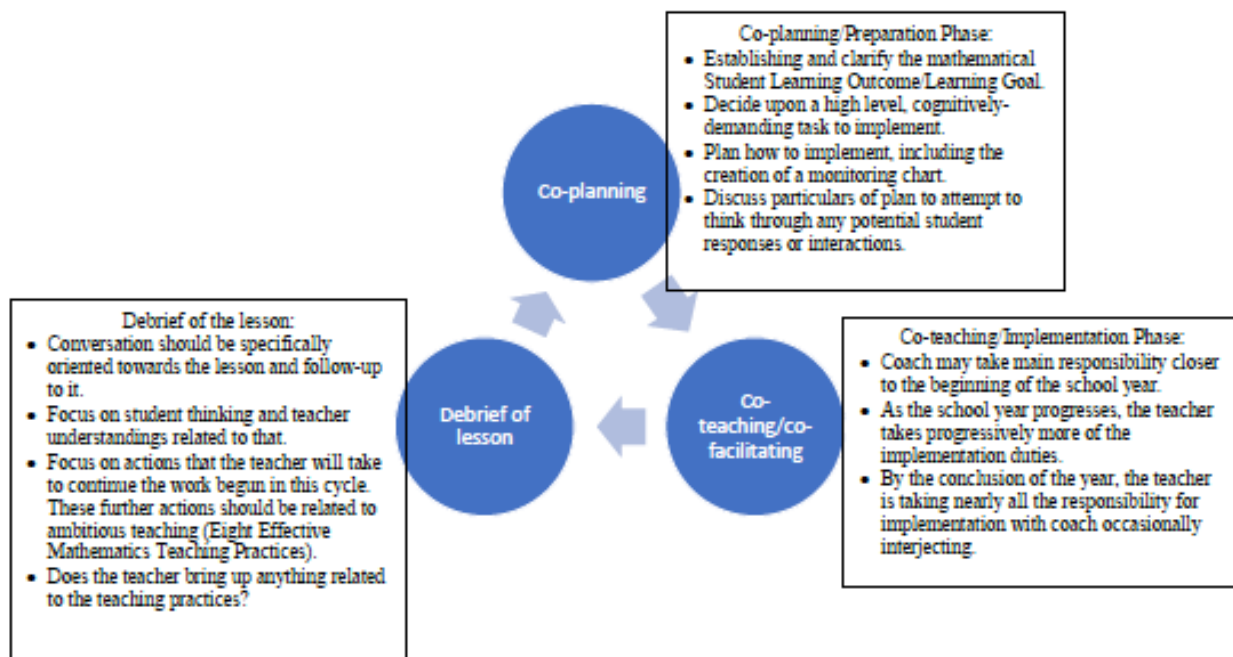 Co-planning/Preparation Phase:
• Establishing and clarify the mathematical
Student Learning Outcome/Learning Goal.
• Decide upon a high level, cognitively-
demanding task to implement.
• Plan how to implement, including the
creation of a monitoring chart.
• Discuss particulars of plan to attempt to
think through any potential student
responses or interactions.
Co-planning
Co-teaching/Implementation Phase:
• Coach may take main responsibility closer
to the beginning of the school year.
• As the school year progresses, the teacher
takes progressively more of the
implementation duties.
• By the conclusion of the year, the teacher
is taking nearly all the responsibility for
implementation with coach occasionally
interjecting.
Co-
teaching/co-
facilitating
Debrief of
lesson
Debrief of the lesson:
• Conversation should be specifically
oriented towards the lesson and follow-up
to it.
• Focus on student thinking and teacher
understandings related to that.
• Focus on actions that the teacher will take
to continue the work begun in this cycle.
These further actions should be related to
ambitious teaching (Eight Effective
Mathematics Teaching Practices).
• Does the teacher bring up anything related
to the teaching practices?